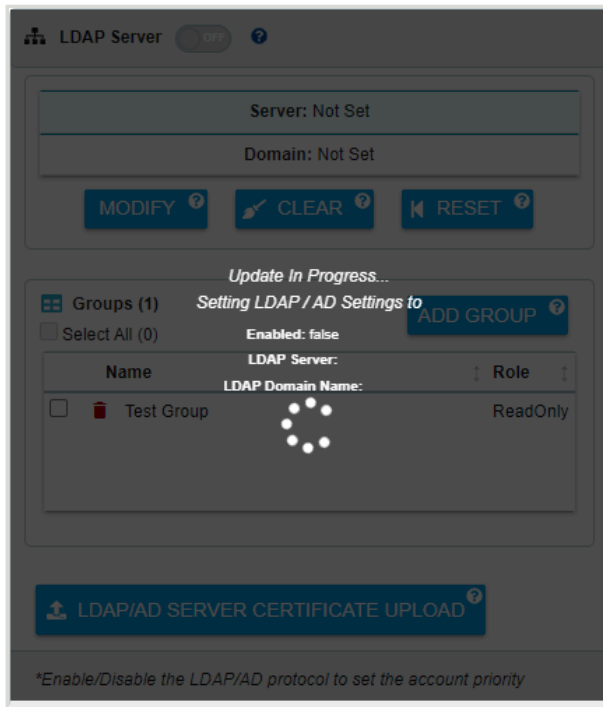 LDAP Server OFF ?
Server: Not Set
Domain: Not Set
MODIFY ? CLEAR ? RESET ?
Update In Progress...
Setting LDAP / AD Settings to
Groups (1)
ADD GROUP ?
Select All (0)
Enabled: false
LDAP Server:
LDAP Domain Name:
Name Role
Test Group ReadOnly
LDAP/AD SERVER CERTIFICATE UPLOAD ?
*Enable/Disable the LDAP/AD protocol to set the account priority